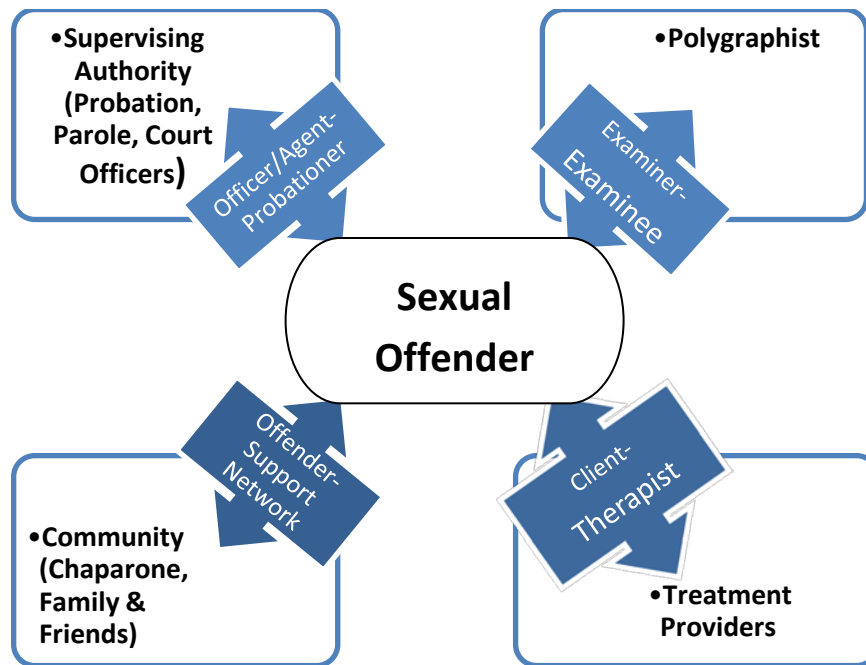 •Supervising
Authority
(Probation,
Parole, Court
Officers)
Officer/Agent-
Probationer
•Polygraphist
Examiner-
Examinee
Sexual
Offender
Offender-
Support
Network
•Community
(Chaparone,
Family &
Friends)
Client-
Therapist
•Treatment
Providers